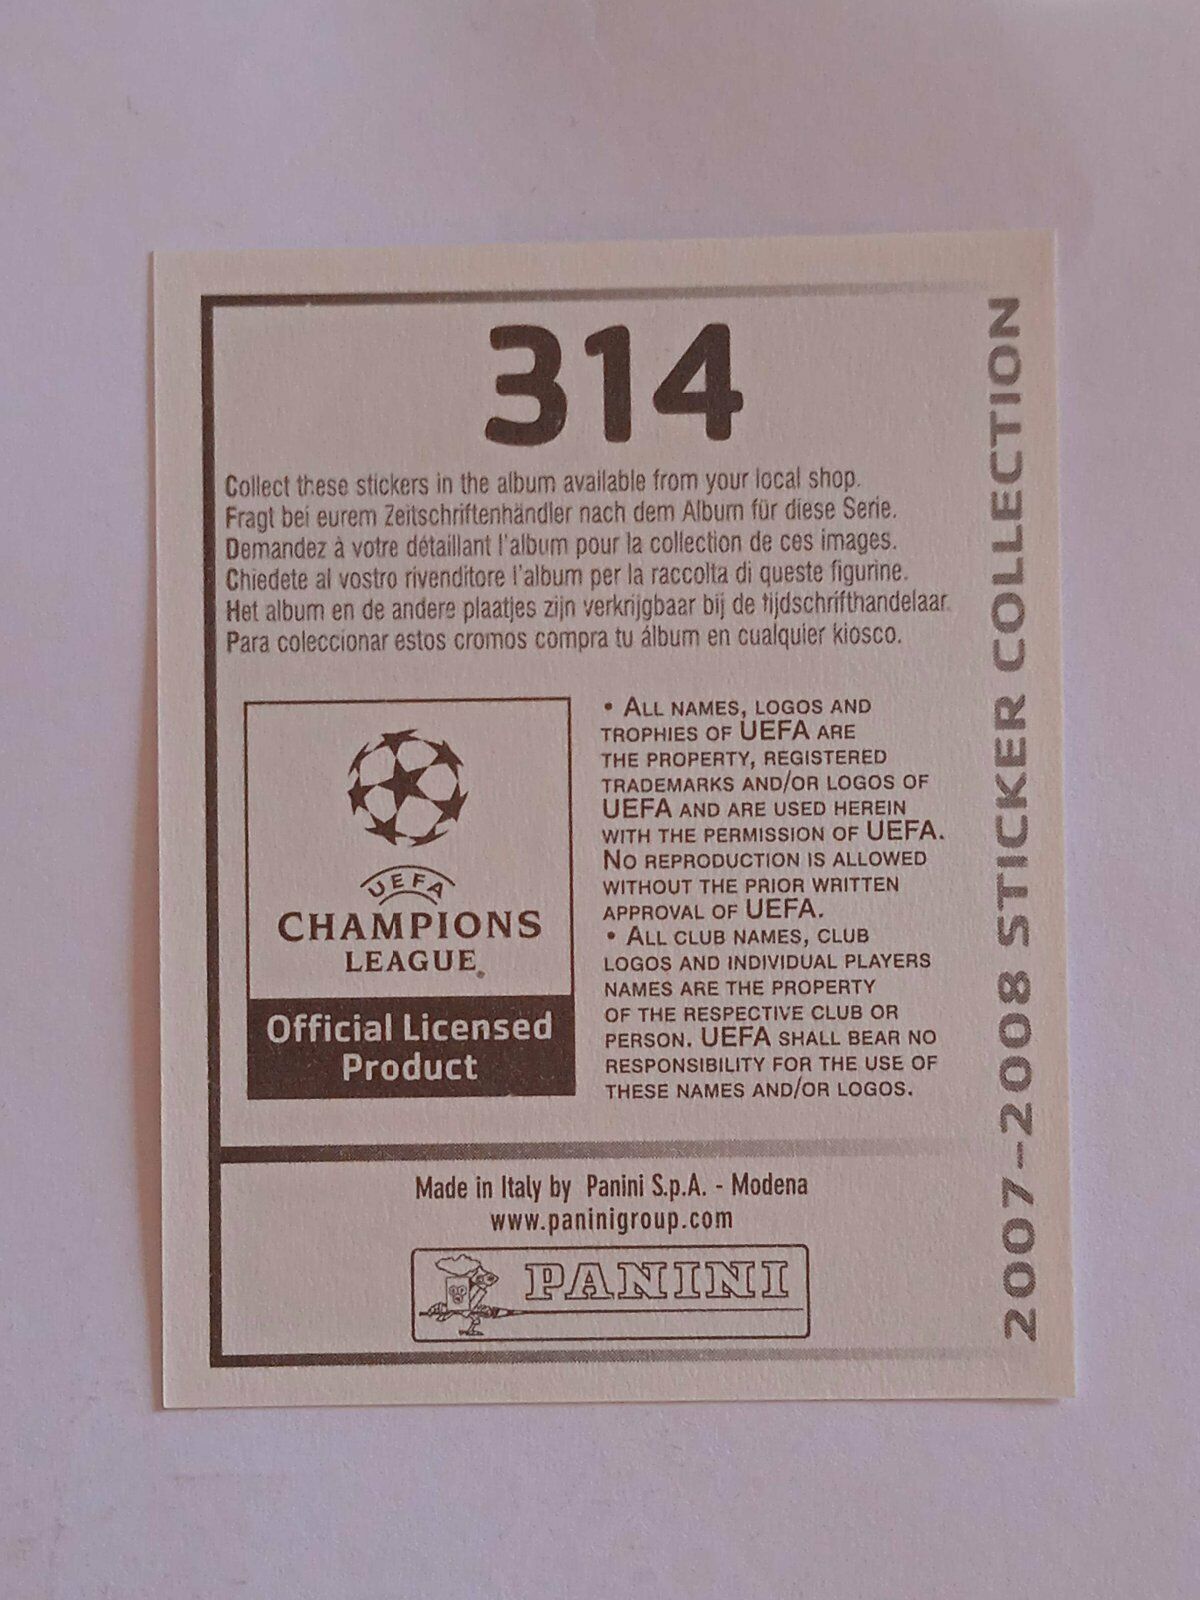 314
Collect these stickers in the album available from your local shop.
Fragt bei eurem Zeitschriftenhändler nach dem Album für diese Serie.
Demandez à votre détaillant l'album pour la collection de ces images.
Chiedete al vostro rivenditore l'album per la raccolta di queste figurine.
Het album en de andere plaatjes zijn verkrijgbaar bij de tijdschrifthandelaar.
Para coleccionar estos cromos compra tu álbum en cualquier kiosco.
UEFA
CHAMPIONS
LEAGUE®
Official Licensed
Product
• ALL NAMES, LOGOS AND
TROPHIES OF UEFA ARE
THE PROPERTY, REGISTERED
TRADEMARKS AND/OR LOGOS OF
UEFA AND ARE USED HEREIN
WITH THE PERMISSION OF UEFA.
NO REPRODUCTION IS ALLOWED
WITHOUT THE PRIOR WRITTEN
APPROVAL OF UEFA.
• ALL CLUB NAMES, CLUB
LOGOS AND INDIVIDUAL PLAYERS
NAMES ARE THE PROPERTY
OF THE RESPECTIVE CLUB OR
PERSON. UEFA SHALL BEAR NO
RESPONSIBILITY FOR THE USE OF
THESE NAMES AND/OR LOGOS.
Made in Italy by Panini S.p.A. - Modena
www.paninigroup.com
PANINI
2007-2008 STICKER COLLECTION